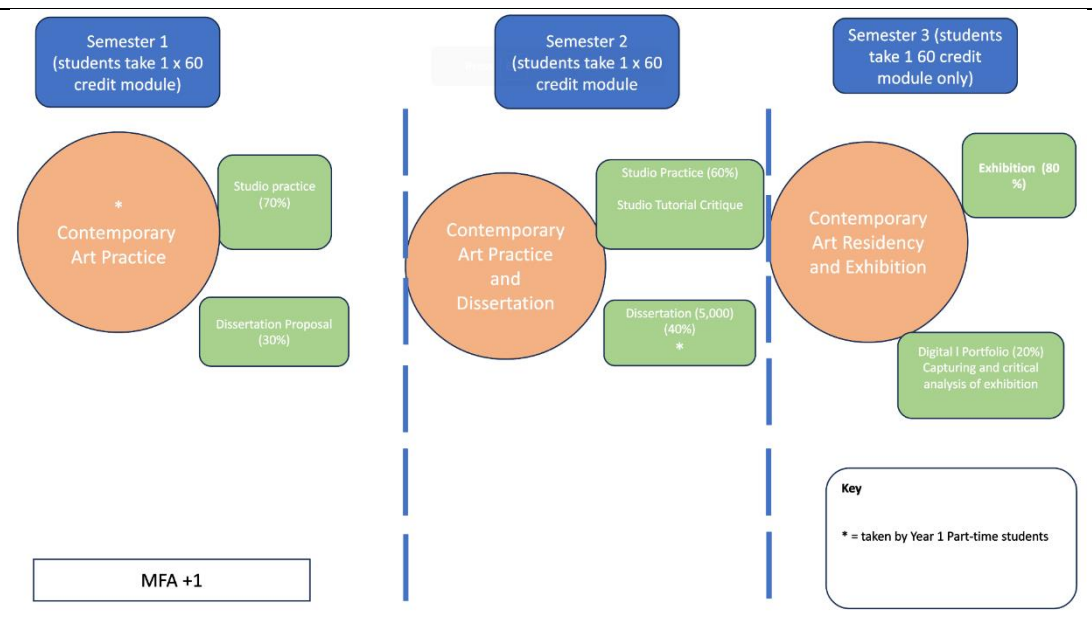 Semester 1
(students take 1 x 60
credit module)
Semester 2
(students take 1 x 60
credit module
Semester 3 (students
take 1 60 credit
module only)
*
Contemporary
Art Practice
Studio practice
(70%)
Dissertation Proposal
(30%)
Contemporary
Art Practice
and
Dissertation
Studio Practice (60%)
Studio Tutorial Critique
Dissertation (5,000)
(40%)
*
Contemporary
Art Residency
and Exhibition
Exhibition (80
%)
Digital l Portfolio (20%)
Capturing and critical
analysis of exhibition
Key
* = taken by Year 1 Part-time students
MFA +1